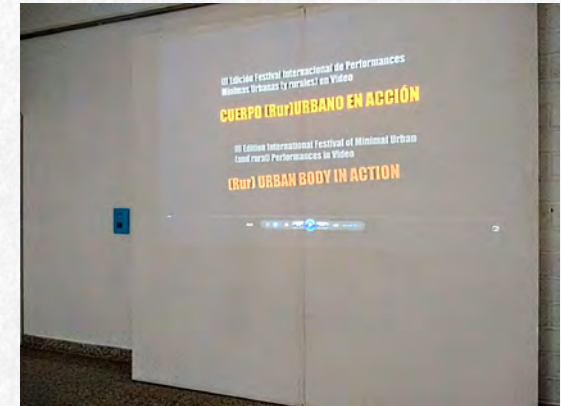 III Edición Festival Internacional de Performances
Mínimas Urbanas (y rurales) en Video
CUERPO (Rur)URBANO EN ACCIÓN
III Edition International Festival of Minimal Urban
(and rural) Performances in Video
(Rur) URBAN BODY IN ACTION